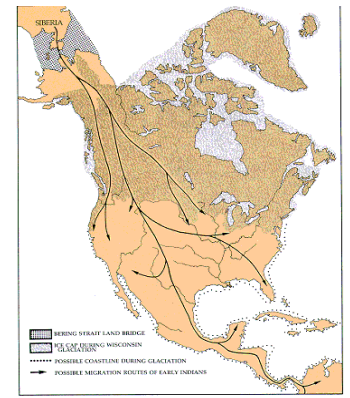 SIBERIA
BERING STRAIT LAND BRIDGE
ICE CAP DURING WISCONSIN
GLACIATION
POSSIBLE COASTLINE DURING GLACIATION
POSSIBLE MIGRATION ROUTES OF EARLY INDIANS